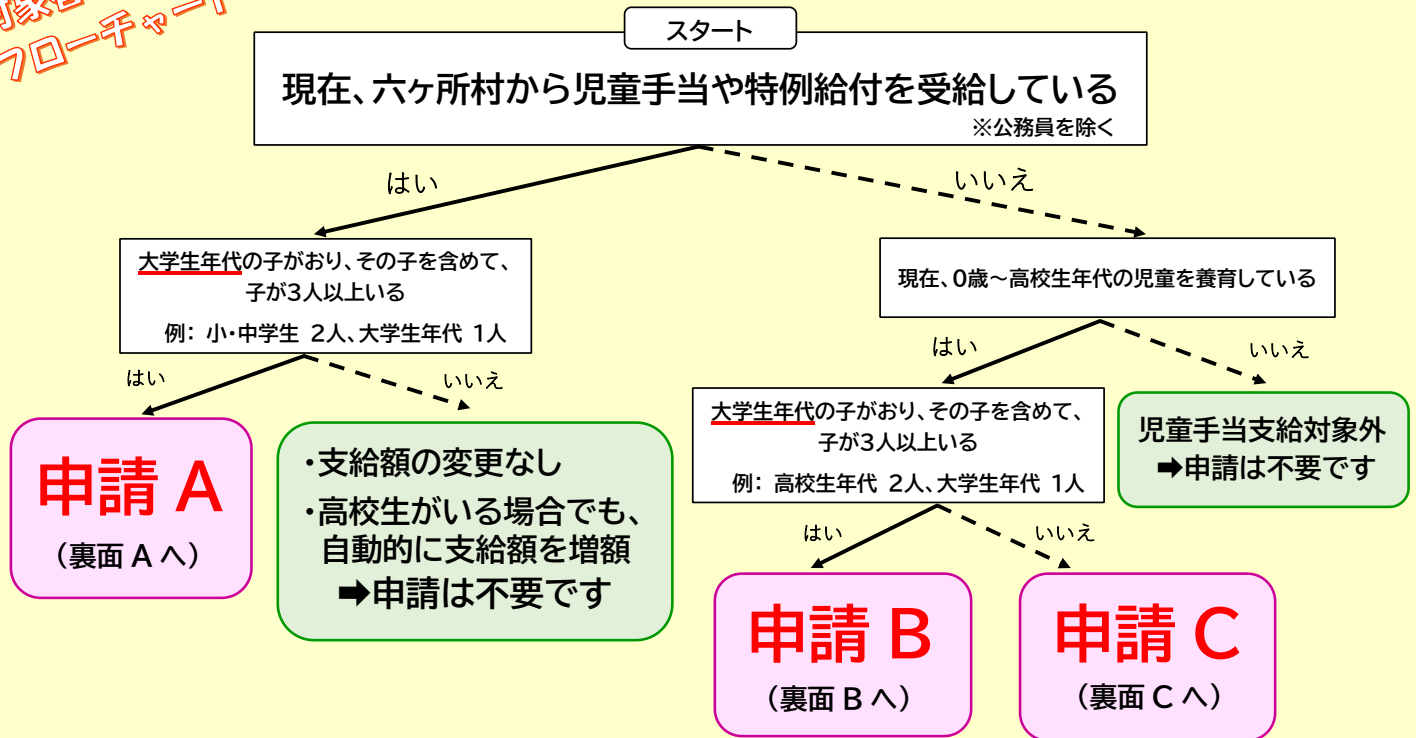 フローチャート
スタート
現在、六ヶ所村から児童手当や特例給付を受給している
※公務員を除く
はい
いいえ
大学生年代の子がおり、その子を含めて、
子が3人以上いる
例: 小・中学生 2人、大学生年代 1人
現在、0歳～高校生年代の児童を養育している
はい
いいえ
はい
いいえ
申請 A
(裏面 A へ)
・支給額の変更なし
・高校生がいる場合でも、
自動的に支給額を増額
➡申請は不要です
大学生年代の子がおり、その子を含めて、
子が3人以上いる
例: 高校生年代 2人、大学生年代 1人
児童手当支給対象外
➡申請は不要です
はい
いいえ
申請 B
(裏面 B へ)
申請 C
(裏面 C へ)